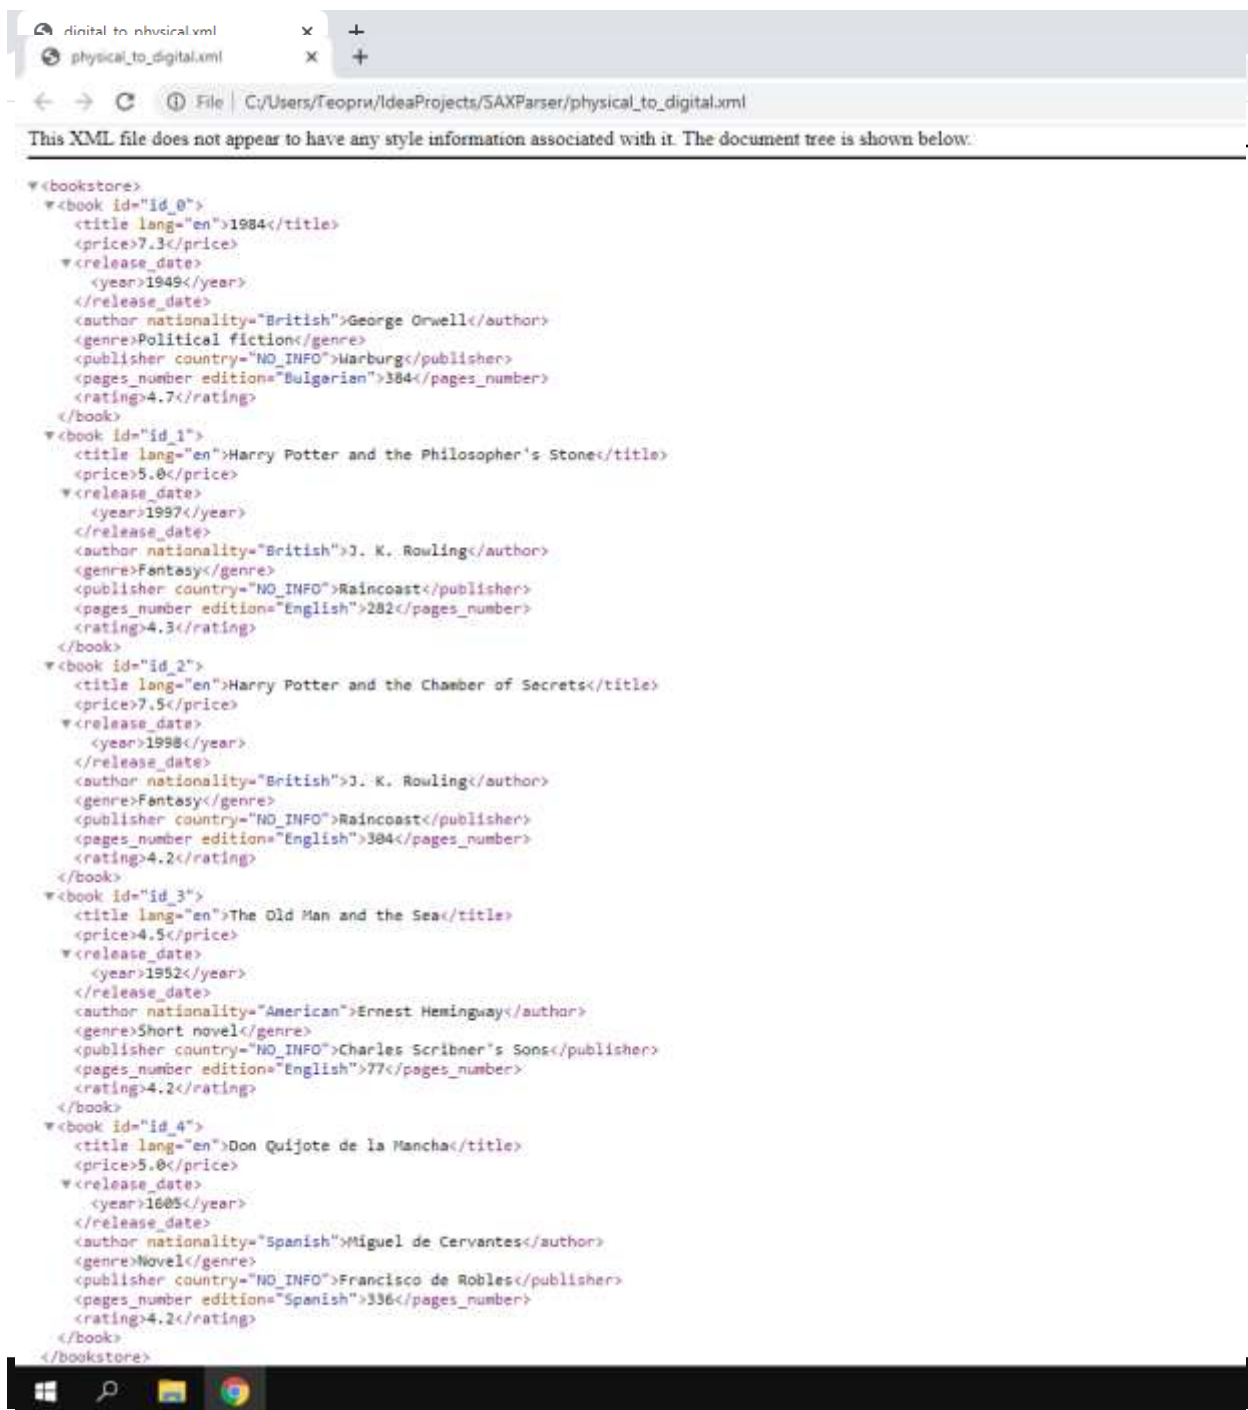 digital_to_physical.xml
physical_to_digital.xml
File | C:/Users/Георги/IdeaProjects/SAXParser/physical_to_digital.xml
This XML file does not appear to have any style information associated with it. The document tree is shown below.
▼<bookstore>
▼<book id="id_0">
<title lang="en">1984</title>
<price>7.3</price>
▼<release_date>
<year>1949</year>
</release_date>
<author nationality="British">George Orwell</author>
<genre>Political fiction</genre>
<publisher country="NO_INFO">Warburg</publisher>
<pages_number edition="Bulgarian">384</pages_number>
<rating>4.7</rating>
</book>
▼<book id="id_1">
<title lang="en">Harry Potter and the Philosopher's Stone</title>
<price>5.0</price>
▼<release_date>
<year>1997</year>
</release_date>
<author nationality="British">J. K. Rowling</author>
<genre>Fantasy</genre>
<publisher country="NO_INFO">Raincoast</publisher>
<pages_number edition="English">282</pages_number>
<rating>4.3</rating>
</book>
▼<book id="id_2">
<title lang="en">Harry Potter and the Chamber of Secrets</title>
<price>7.5</price>
▼<release_date>
<year>1998</year>
</release_date>
<author nationality="British">J. K. Rowling</author>
<genre>Fantasy</genre>
<publisher country="NO_INFO">Raincoast</publisher>
<pages_number edition="English">304</pages_number>
<rating>4.2</rating>
</book>
▼<book id="id_3">
<title lang="en">The Old Man and the Sea</title>
<price>4.5</price>
▼<release_date>
<year>1952</year>
</release_date>
<author nationality="American">Ernest Hemingway</author>
<genre>Short novel</genre>
<publisher country="NO_INFO">Charles Scribner's Sons</publisher>
<pages_number edition="English">77</pages_number>
<rating>4.2</rating>
</book>
▼<book id="id_4">
<title lang="en">Don Quijote de la Mancha</title>
<price>5.0</price>
▼<release_date>
<year>1605</year>
</release_date>
<author nationality="Spanish">Miguel de Cervantes</author>
<genre>Novel</genre>
<publisher country="NO_INFO">Francisco de Robles</publisher>
<pages_number edition="Spanish">336</pages_number>
<rating>4.2</rating>
</book>
</bookstore>